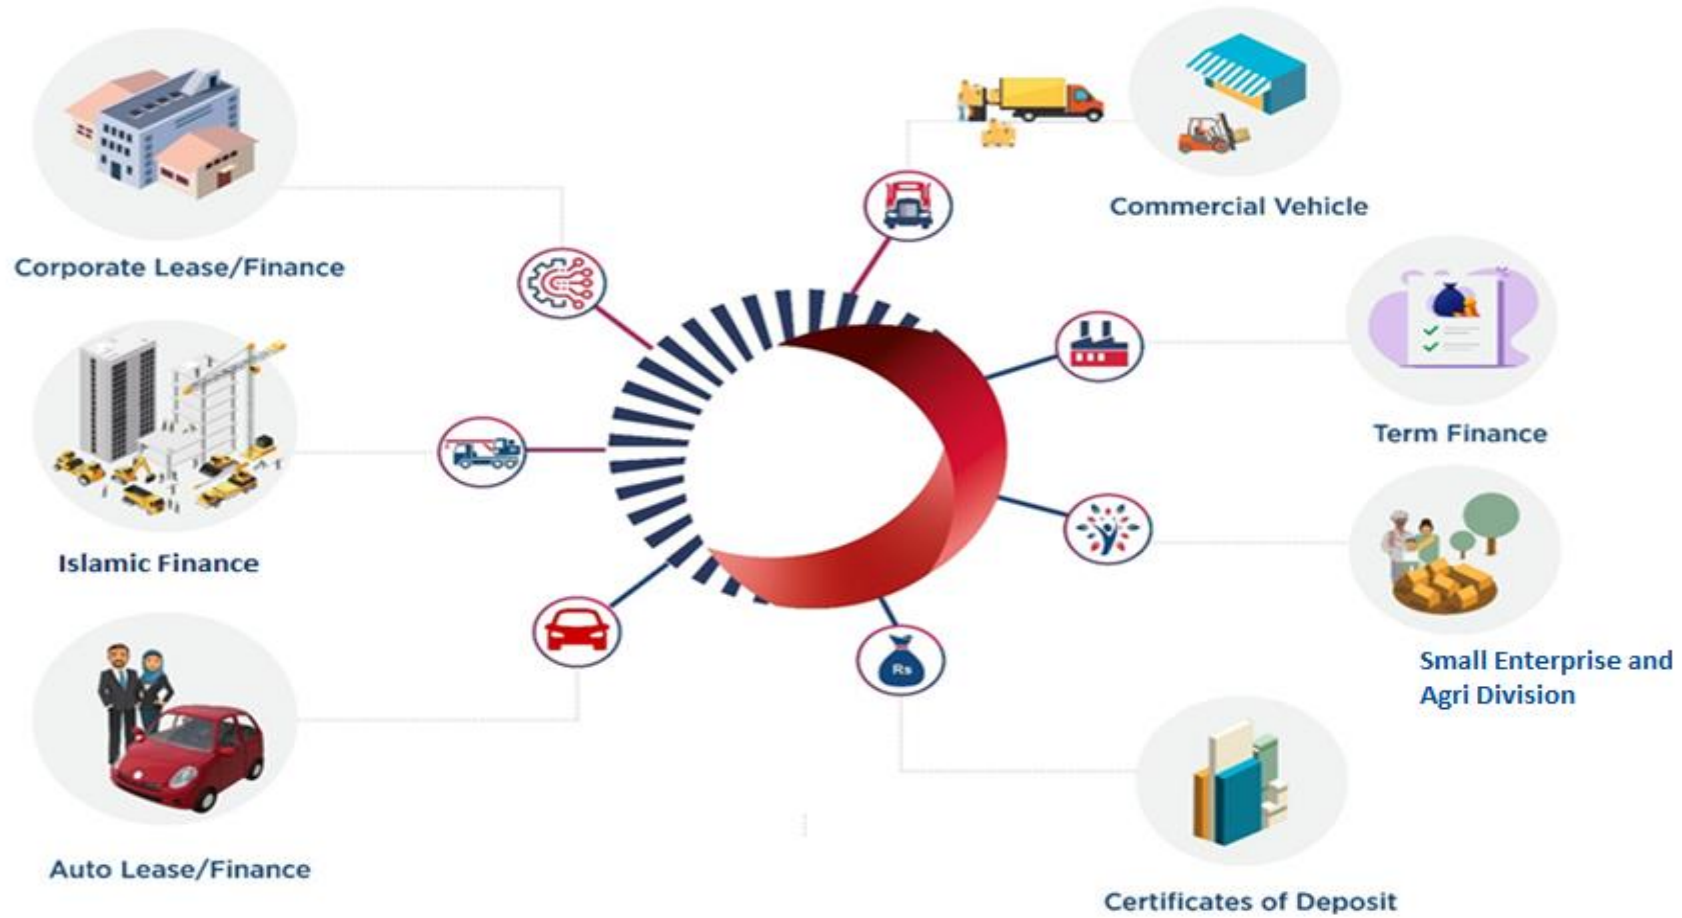 Commercial Vehicle
Corporate Lease/Finance
Term Finance
Islamic Finance
Rs
Small Enterprise and
Agri Division
Auto Lease/Finance
Certificates of Deposit